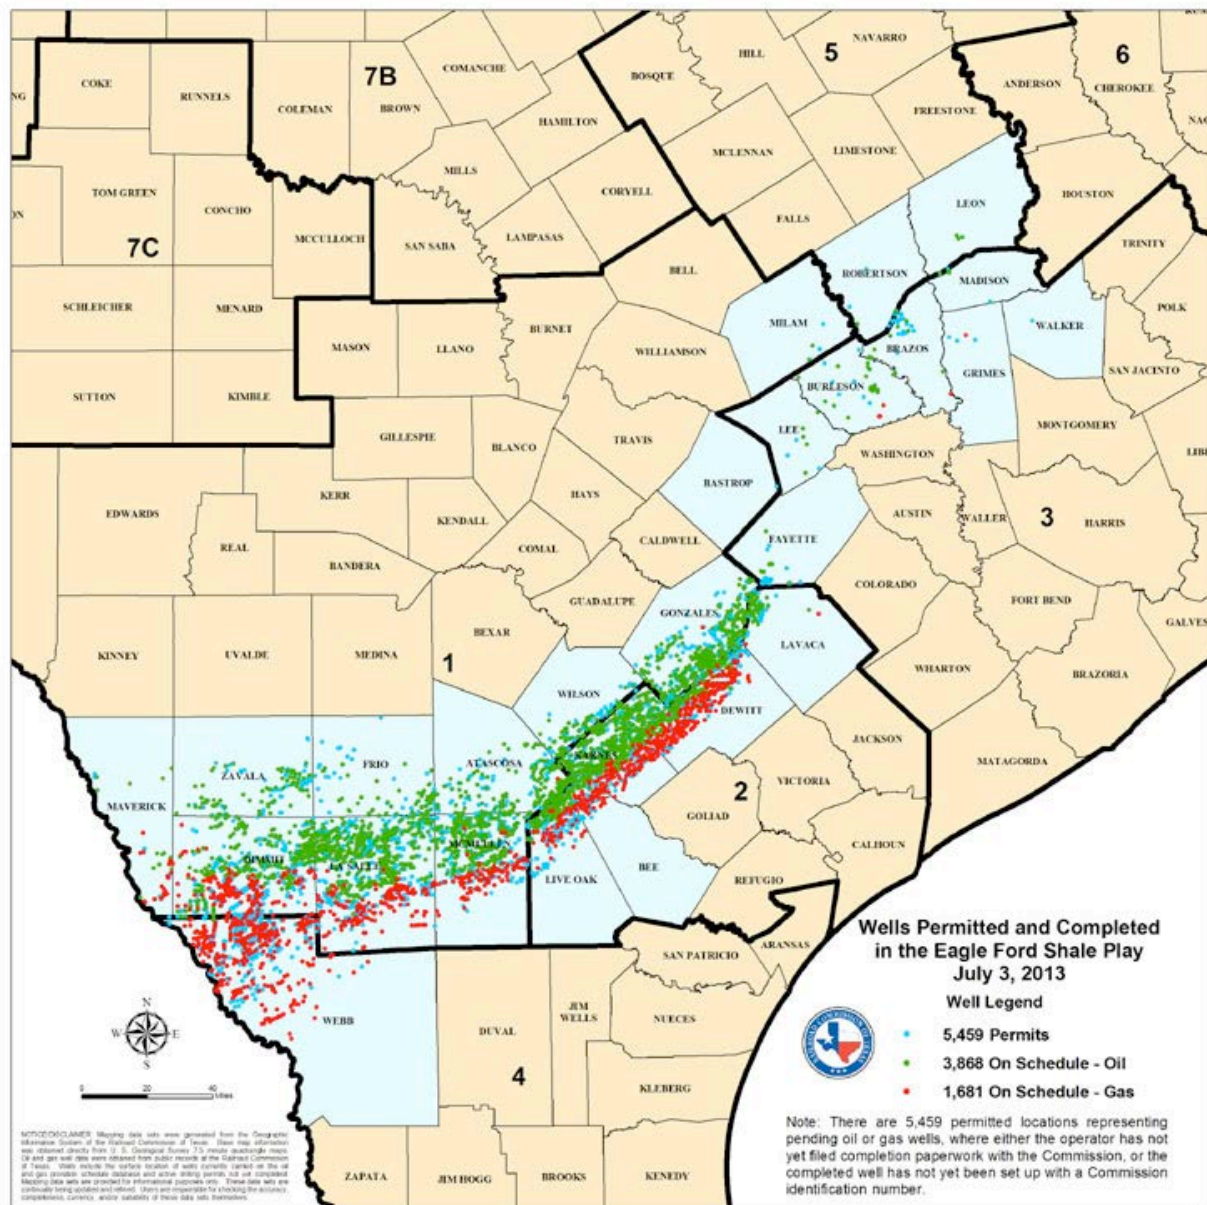 NAVARRO
HILL
5
6
COMANCHE
BOSQUE
7B
COKE
RUNNELS
ANDERSON
CHEROKEE
COLEMAN
BROWN
FREESTONE
HAMILTON
MCLENNAN
LIMESTONE
MILLS
CORYELL
TOM GREEN
HOUSTON
LEON
CONCHO
FALLS
MCCULLOCH
SAN SABA
LAMPASAS
TRINITY
7C
BELL
ROBERTSON
MADISON
SCHLEICHER
MENARD
POLK
MILAM
WALKER
BURNET
MASON
LLANO
WILLIAMSON
BRAZOS
GRIMES
SAN JACINTO
BURLESON
SUTTON
KIMBLE
MONTGOMERY
LEE
GILLESPIE
TRAVIS
BLANCO
WASHINGTON
BASTROP
KERR
HAYS
EDWARDS
AUSTIN
WALLER
3
HARRIS
KENDALL
FAYETTE
CALDWELL
REAL
COMAL
BANDERA
COLORADO
FORT BEND
GUADALUPE
GONZALES
GALVES
BEXAR
LAVACA
KINNEY
UVALDE
MEDINA
1
WHARTON
BRAZORIA
WILSON
DEWITT
JACKSON
FRIO
ATASCOSA
ZAVALA
KARNES
MATAGORDA
VICTORIA
2
MAVERICK
GOLIAD
CALHOUN
DIMMIT
LA SALLE
MCMULLEN
BEE
LIVE OAK
REFUGIO
Wells Permitted and Completed
in the Eagle Ford Shale Play
July 3, 2013
ARANSAS
SAN PATRICIO
Well Legend
N
W E
S
WEBB
DUVAL
JIM
WELLS
NUECES
5,459 Permits
3,868 On Schedule - Oil
1,681 On Schedule - Gas
4
KLEBERG
0 20 40
Miles
Note: There are 5,459 permitted locations representing
pending oil or gas wells, where either the operator has not
yet filed completion paperwork with the Commission, or the
completed well has not yet been set up with a Commission
identification number.
ZAPATA
JIM HOGG
BROOKS
KENEDY